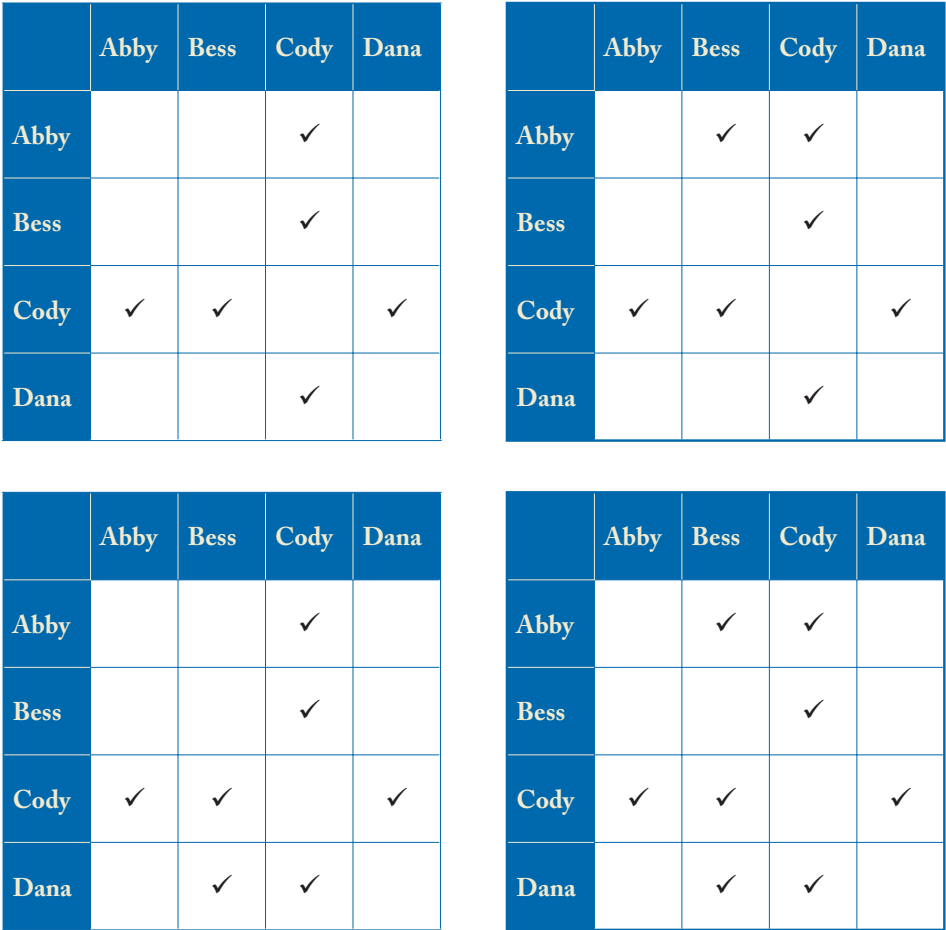 Abby Bess Cody Dana
Abby ✓
Bess ✓
Cody ✓ ✓ ✓
Dana ✓
Abby Bess Cody Dana
Abby ✓ ✓
Bess ✓
Cody ✓ ✓ ✓
Dana ✓
Abby Bess Cody Dana
Abby ✓
Bess ✓
Cody ✓ ✓ ✓
Dana ✓ ✓
Abby Bess Cody Dana
Abby ✓ ✓
Bess ✓
Cody ✓ ✓ ✓
Dana ✓ ✓